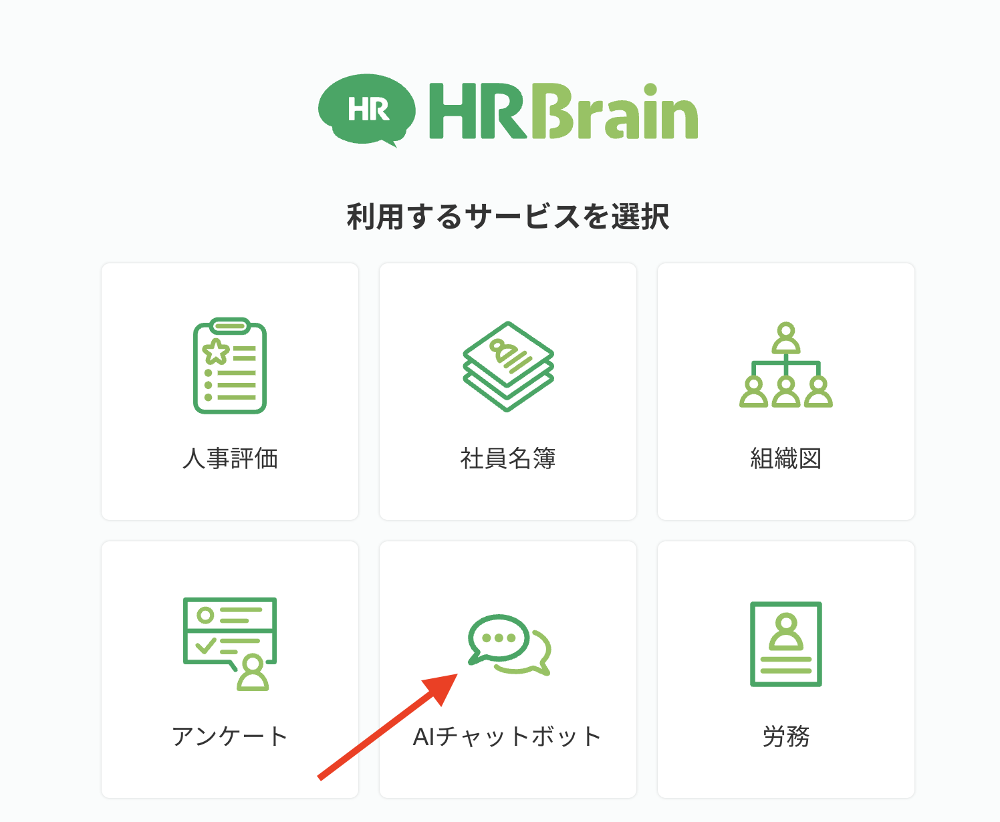 HR HRBrain
利用するサービスを選択
人事評価
社員名簿
組織図
アンケート
AIチャットボット
労務